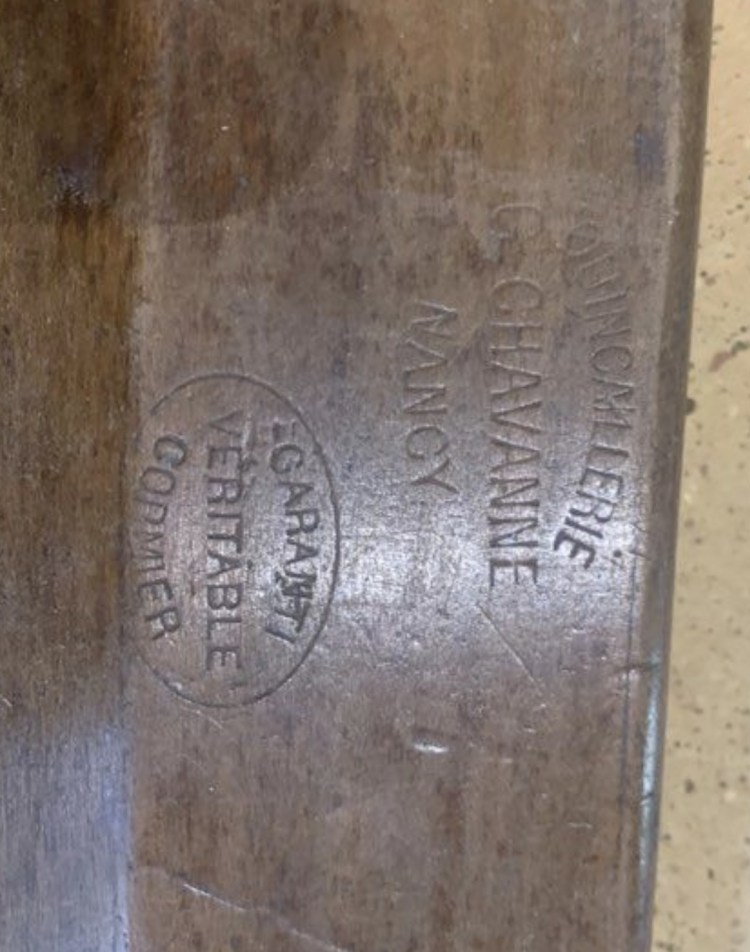 QUINCAILLERIE
G. CHAVANNE
NANCY
GARANTI
VÉRITABLE
CORMIER